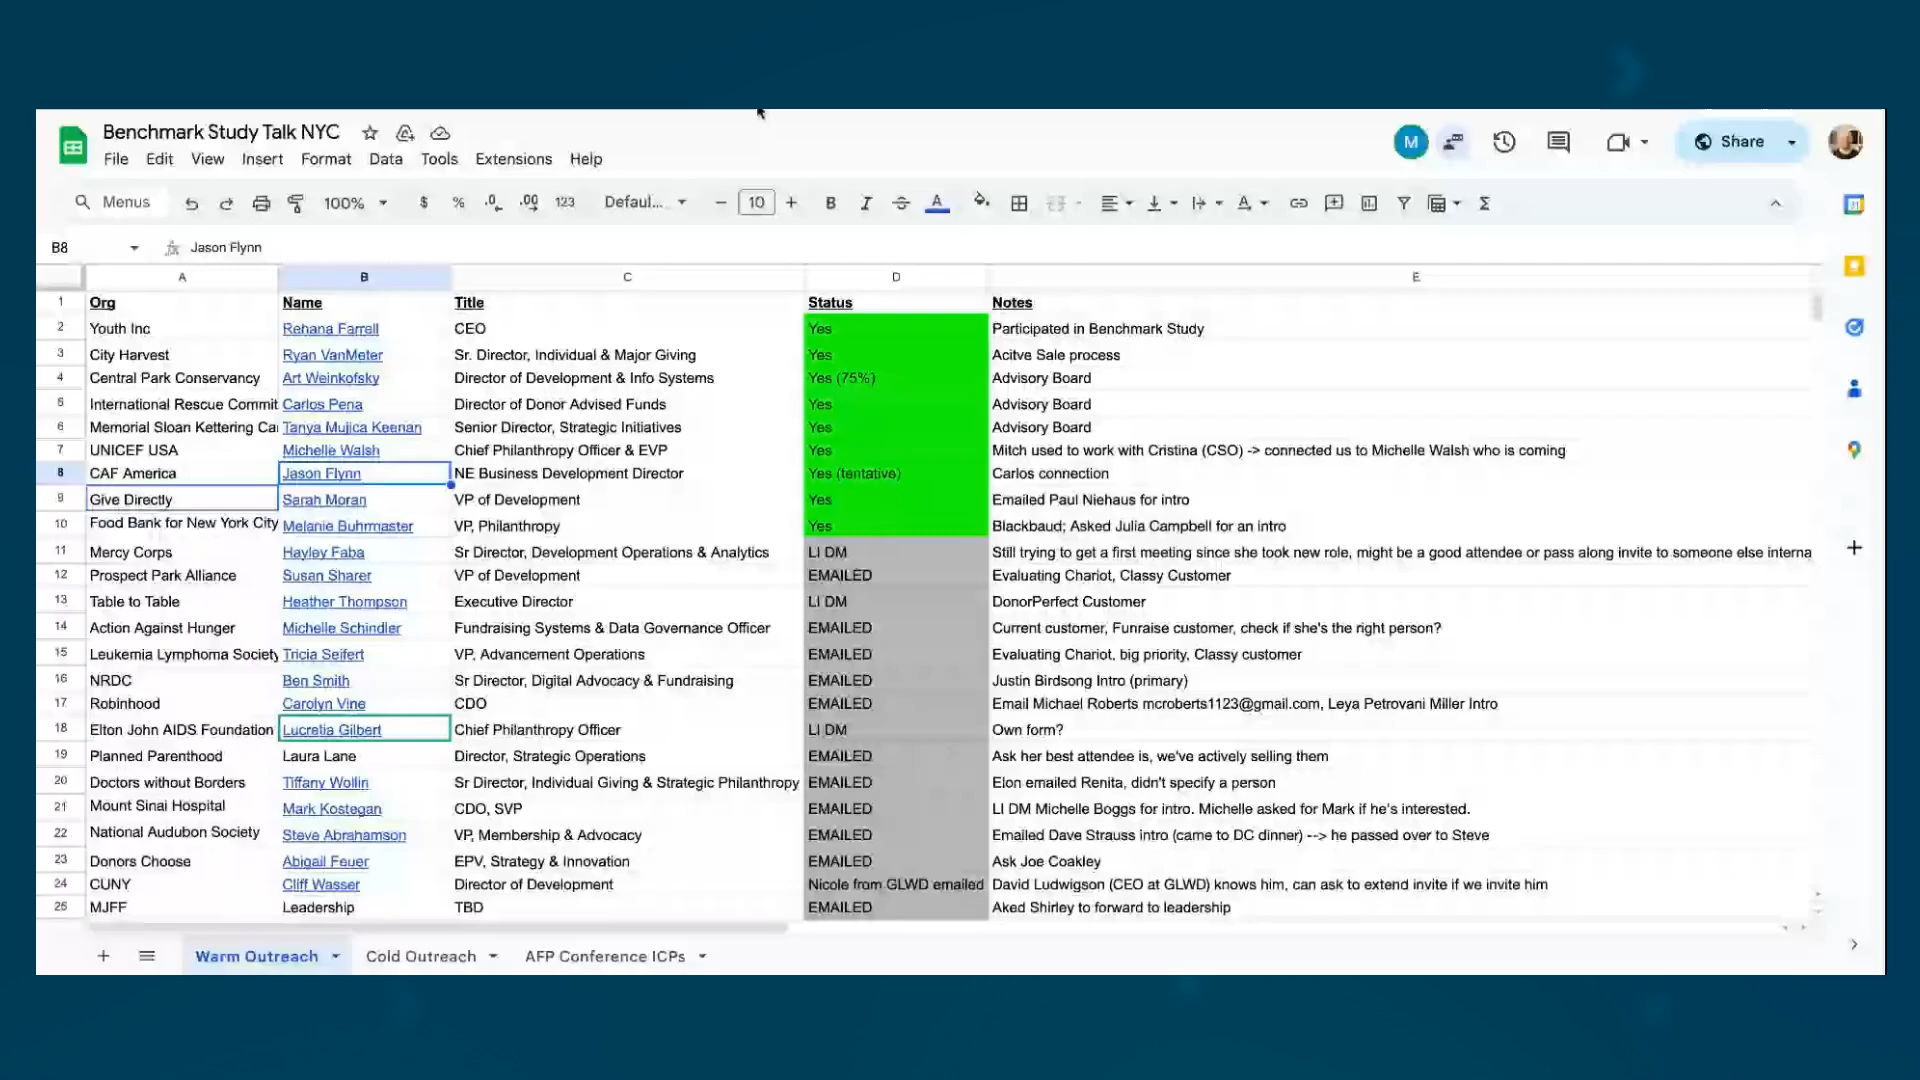 Benchmark Study Talk NYC
File Edit View Insert Format Data Tools Extensions Help
M
Share
Menus 100% $ % .0 .00 123 Defaul... − 10 + B I A Σ
B8 fx Jason Flynn
A B C D E
1 Org Name Title Status Notes
2 Youth Inc Rehana Farrell CEO Yes Participated in Benchmark Study
3 City Harvest Ryan VanMeter Sr. Director, Individual & Major Giving Yes Acitve Sale process
4 Central Park Conservancy Art Weinkofsky Director of Development & Info Systems Yes (75%) Advisory Board
5 International Rescue Commit Carlos Pena Director of Donor Advised Funds Yes Advisory Board
6 Memorial Sloan Kettering Ca Tanya Mujica Keenan Senior Director, Strategic Initiatives Yes Advisory Board
7 UNICEF USA Michelle Walsh Chief Philanthropy Officer & EVP Yes Mitch used to work with Cristina (CSO) -> connected us to Michelle Walsh who is coming
8 CAF America Jason Flynn NE Business Development Director Yes (tentative) Carlos connection
9 Give Directly Sarah Moran VP of Development Yes Emailed Paul Niehaus for intro
10 Food Bank for New York City Melanie Buhrmaster VP, Philanthropy Yes Blackbaud; Asked Julia Campbell for an intro
11 Mercy Corps Hayley Faba Sr Director, Development Operations & Analytics LI DM Still trying to get a first meeting since she took new role, might be a good attendee or pass along invite to someone else interna
12 Prospect Park Alliance Susan Sharer VP of Development EMAILED Evaluating Chariot, Classy Customer
13 Table to Table Heather Thompson Executive Director LI DM DonorPerfect Customer
14 Action Against Hunger Michelle Schindler Fundraising Systems & Data Governance Officer EMAILED Current customer, Funraise customer, check if she's the right person?
15 Leukemia Lymphoma Society Tricia Seifert VP, Advancement Operations EMAILED Evaluating Chariot, big priority, Classy customer
16 NRDC Ben Smith Sr Director, Digital Advocacy & Fundraising EMAILED Justin Birdsong Intro (primary)
17 Robinhood Carolyn Vine CDO EMAILED Email Michael Roberts mcroberts1123@gmail.com, Leya Petrovani Miller Intro
18 Elton John AIDS Foundation Lucretia Gilbert Chief Philanthropy Officer LI DM Own form?
19 Planned Parenthood Laura Lane Director, Strategic Operations EMAILED Ask her best attendee is, we've actively selling them
20 Doctors without Borders Tiffany Wollin Sr Director, Individual Giving & Strategic Philanthropy EMAILED Elon emailed Renita, didn't specify a person
21 Mount Sinai Hospital Mark Kostegan CDO, SVP EMAILED LI DM Michelle Boggs for intro. Michelle asked for Mark if he's interested.
22 National Audubon Society Steve Abrahamson VP, Membership & Advocacy EMAILED Emailed Dave Strauss intro (came to DC dinner) --> he passed over to Steve
23 Donors Choose Abigail Feuer EPV, Strategy & Innovation EMAILED Ask Joe Coakley
24 CUNY Cliff Wasser Director of Development Nicole from GLWD emailed David Ludwigson (CEO at GLWD) knows him, can ask to extend invite if we invite him
25 MJFF Leadership TBD EMAILED Aked Shirley to forward to leadership
Warm Outreach Cold Outreach AFP Conference ICPs